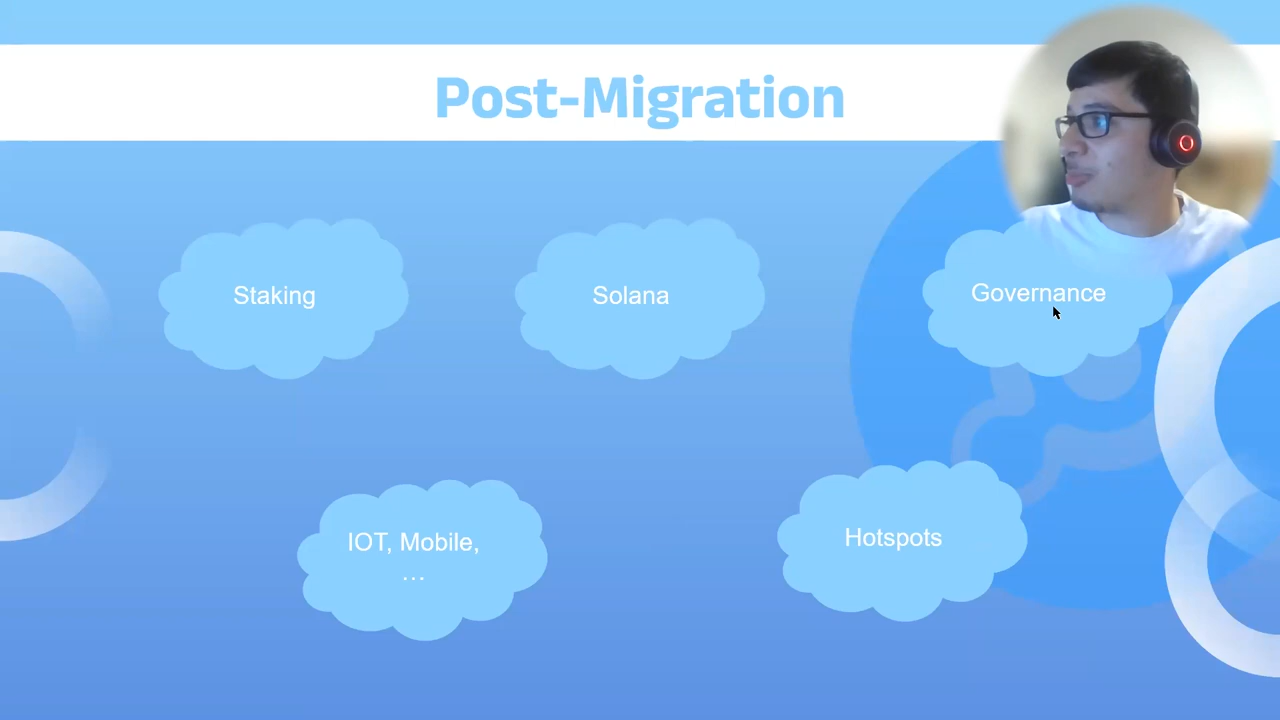 Post-Migration
Staking
Solana
Governance
IOT, Mobile,
...
Hotspots